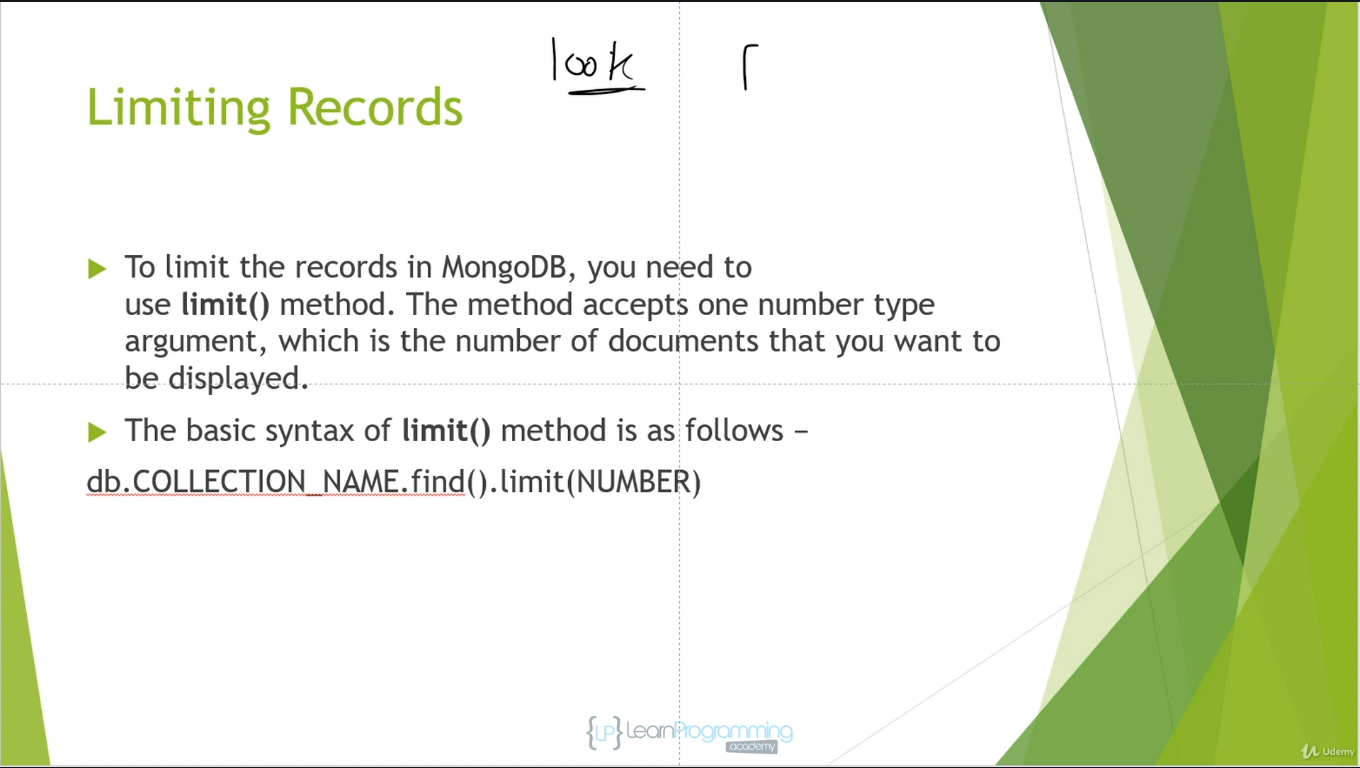 look
Limiting Records
To limit the records in MongoDB, you need to
use limit() method. The method accepts one number type
argument, which is the number of documents that you want to
be displayed.
The basic syntax of limit() method is as follows –
db.COLLECTION_NAME.find().limit(NUMBER)
{LP} LearnProgramming
academy
Udemy